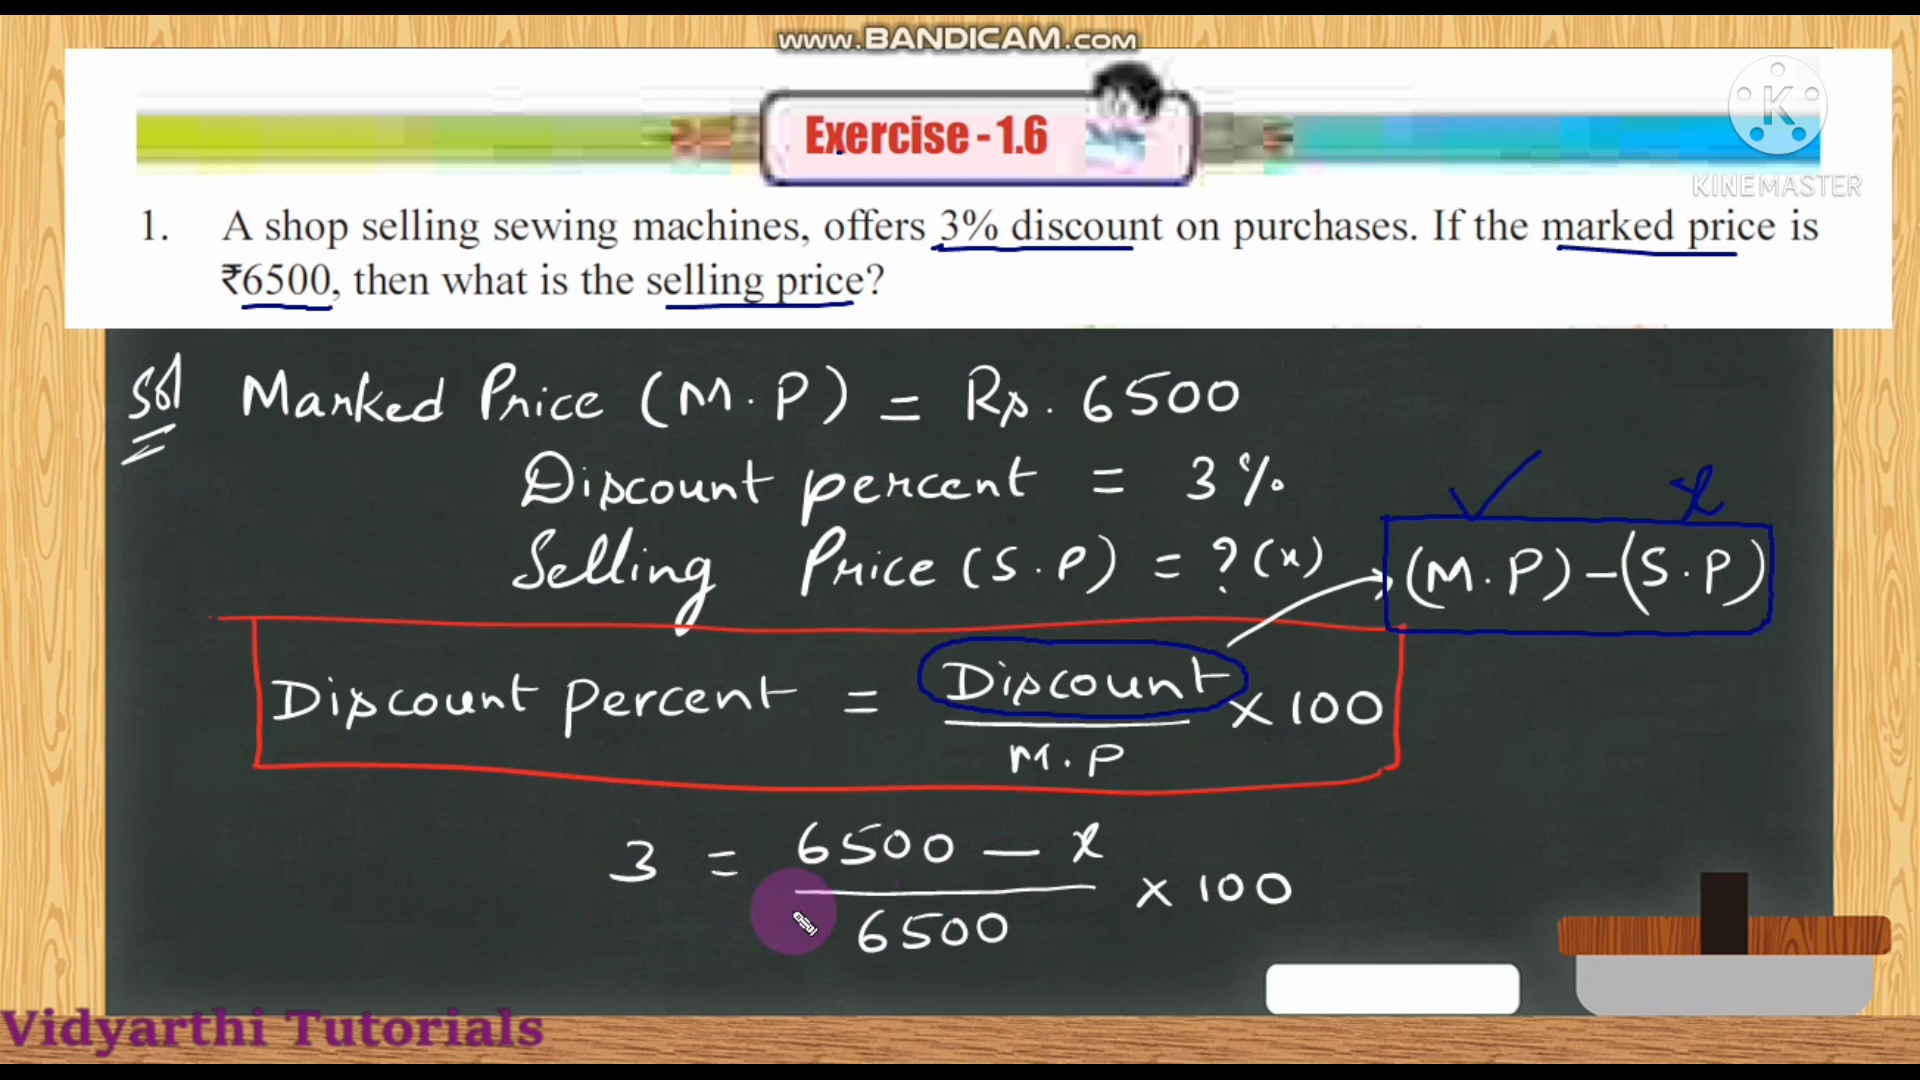 www.BANDICAM.com
Exercise - 1.6
KINEMASTER
1. A shop selling sewing machines, offers 3% discount on purchases. If the marked price is
₹6500, then what is the selling price?
Sol Marked Price (M.P) = Rs. 6500
Discount percent = 3%
x
Selling Price (S.P) = ? (x) (M.P) – (S.P)
Discount Percent = Discount / M.P × 100
3 = 6500 – x / 6500 × 100
Vidyarthi Tutorials